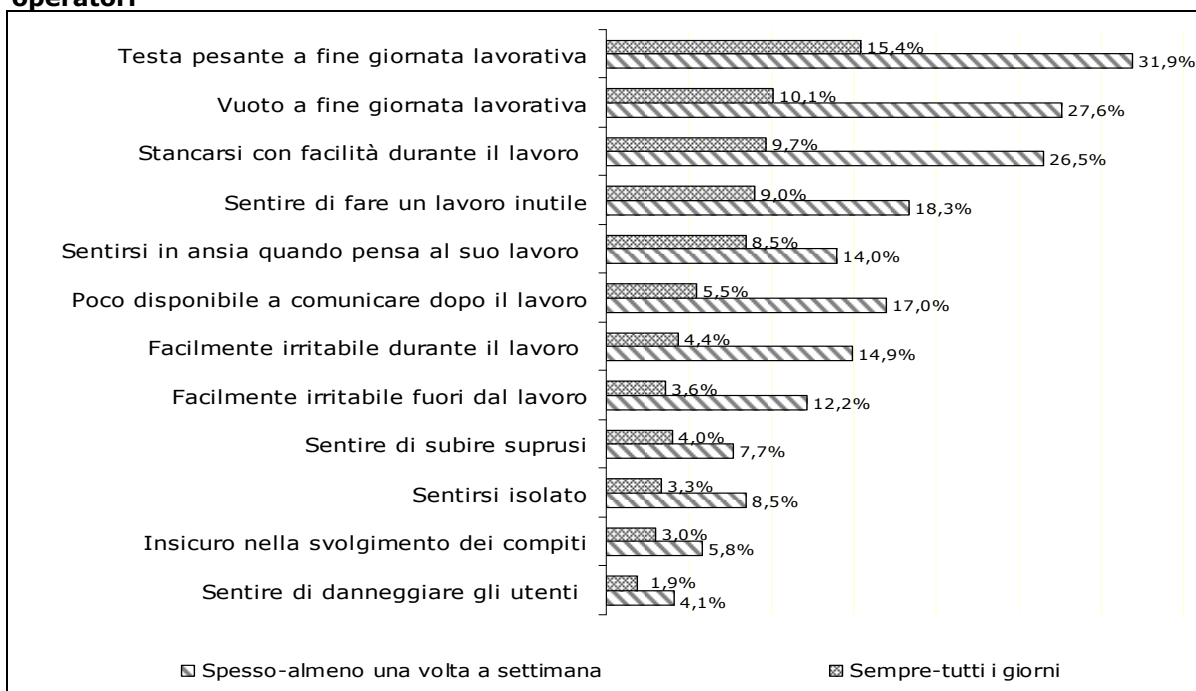 operatori
Testa pesante a fine giornata lavorativa 15,4% 31,9%
Vuoto a fine giornata lavorativa 10,1% 27,6%
Stancarsi con facilità durante il lavoro 9,7% 26,5%
Sentire di fare un lavoro inutile 9,0% 18,3%
Sentirsi in ansia quando pensa al suo lavoro 8,5% 14,0%
Poco disponibile a comunicare dopo il lavoro 5,5% 17,0%
Facilmente irritabile durante il lavoro 4,4% 14,9%
Facilmente irritabile fuori dal lavoro 3,6% 12,2%
Sentire di subire suprusi 4,0% 7,7%
Sentirsi isolato 3,3% 8,5%
Insicuro nella svolgimento dei compiti 3,0% 5,8%
Sentire di danneggiare gli utenti 1,9% 4,1%
Spesso-almeno una volta a settimana Sempre-tutti i giorni